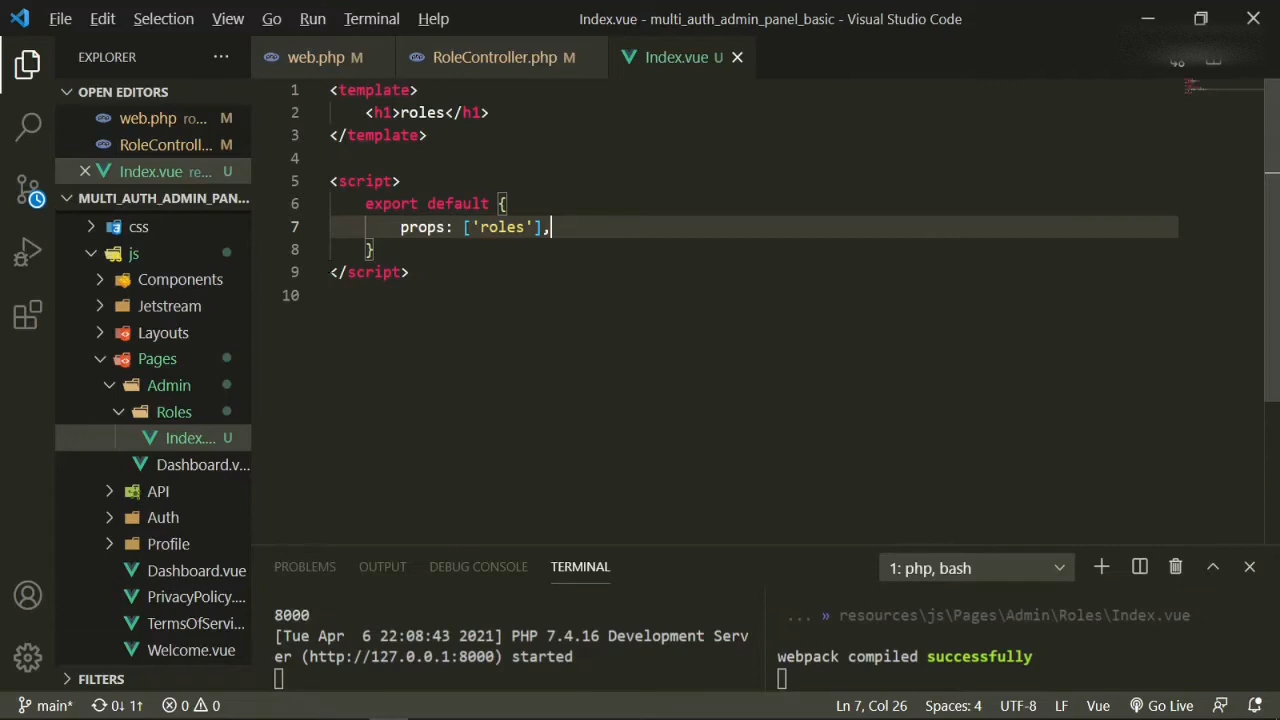 File Edit Selection View Go Run Terminal Help
Index.vue - multi_auth_admin_panel_basic - Visual Studio Code
EXPLORER
web.php M
RoleController.php M
Index.vue U
OPEN EDITORS
web.php ro... M
RoleControll... M
Index.vue re... U
MULTI_AUTH_ADMIN_PAN...
css
js
Components
Jetstream
Layouts
Pages
Admin
Roles
Index.... U
Dashboard.v...
API
Auth
Profile
Dashboard.vue
PrivacyPolicy....
TermsOfServi...
Welcome.vue
FILTERS
1 <template>
2 <h1>roles</h1>
3 </template>
4
5 <script>
6 export default {
7 props: ['roles'],
8 }
9 </script>
10
PROBLEMS OUTPUT DEBUG CONSOLE TERMINAL
1: php, bash
8000
[Tue Apr  6 22:08:43 2021] PHP 7.4.16 Development Serv
er (http://127.0.0.1:8000) started
... » resources\js\Pages\Admin\Roles\Index.vue
webpack compiled successfully
main* 0↓ 1↑ 0 0
Ln 7, Col 26 Spaces: 4 UTF-8 LF Vue Go Live